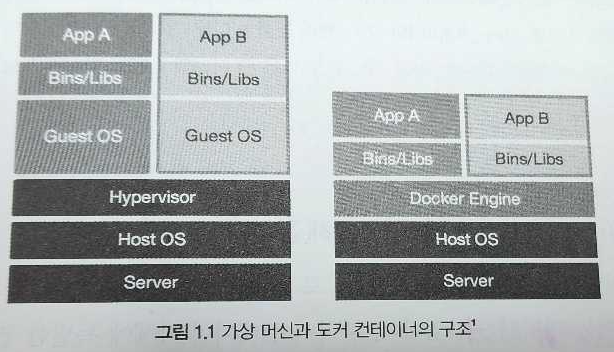 App A
App B
Bins/Libs
Bins/Libs
Guest OS
Guest OS
Hypervisor
Host OS
Server
App A
App B
Bins/Libs
Bins/Libs
Docker Engine
Host OS
Server
그림 1.1 가상 머신과 도커 컨테이너의 구조¹